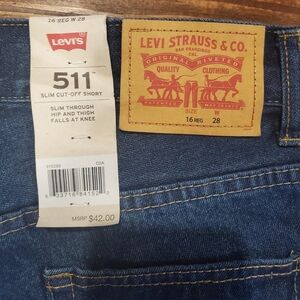 16 REG W 28
LEVI'S
511™
SLIM CUT-OFF SHORT
SLIM THROUGH
HIP AND THIGH
FALLS AT KNEE
MSRP $42.00
LEVI STRAUSS & CO.
SAN FRANCISCO
CAL
ORIGINAL RIVETED
QUALITY CLOTHING
SIZE W
16 REG 28